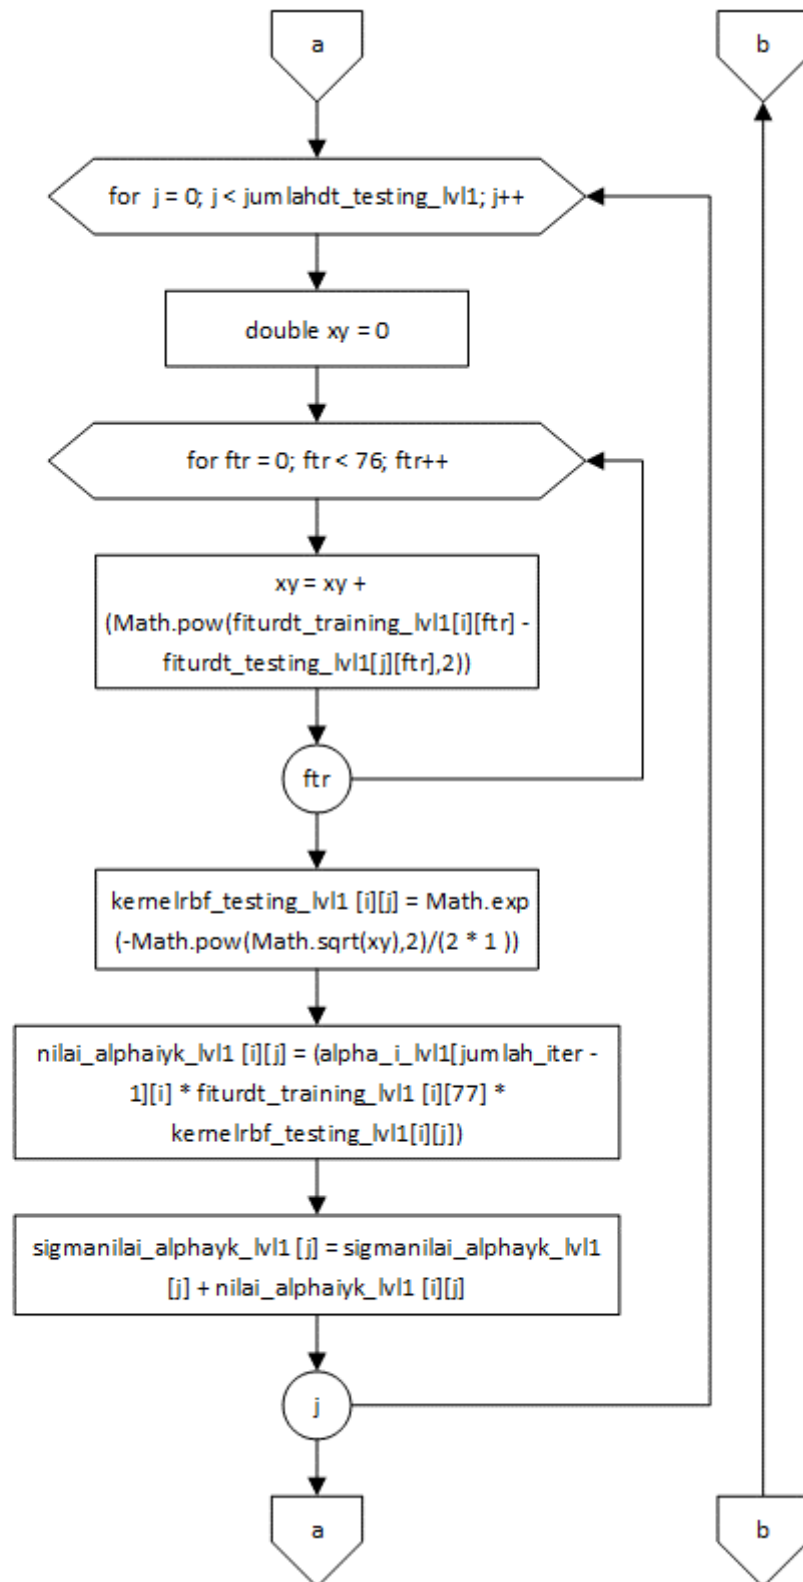 a
b
for j = 0; j < jumlahdt_testing_lvl1; j++
double xy = 0
for ftr = 0; ftr < 76; ftr++
xy = xy +
(Math.pow(fiturdt_training_lvl1[i][ftr] -
fiturdt_testing_lvl1[j][ftr],2))
ftr
kernelrbf_testing_lvl1 [i][j] = Math.exp
(-Math.pow(Math.sqrt(xy),2)/(2 * 1 ))
nilai_alphaiyk_lvl1 [i][j] = (alpha_i_lvl1[jumlah_iter -
1][i] * fiturdt_training_lvl1 [i][77] *
kernelrbf_testing_lvl1[i][j])
sigmanilai_alphayk_lvl1 [j] = sigmanilai_alphayk_lvl1
[j] + nilai_alphaiyk_lvl1 [i][j]
j
a
b